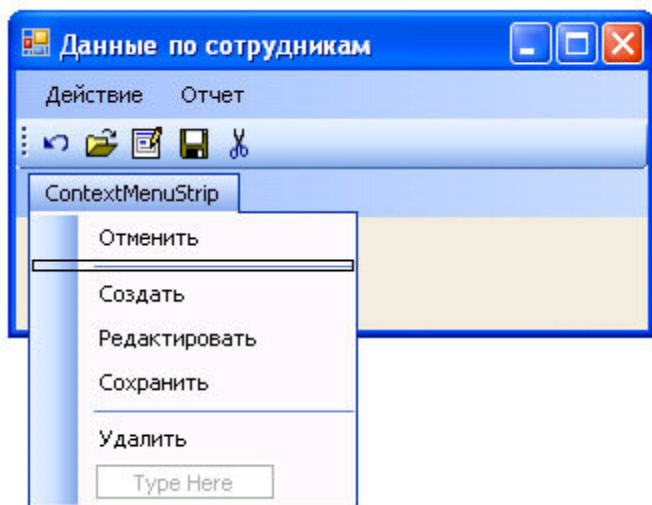 Данные по сотрудникам
Действие Отчет
ContextMenuStrip
Отменить
Создать
Редактировать
Сохранить
Удалить
Type Here